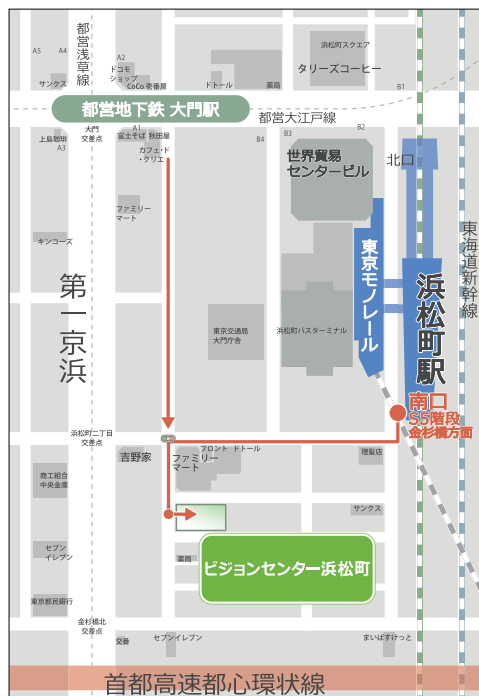 都営浅草線
A5
A4
A2
サンクス
ドコモ
ショップ
CoCo壱番屋
ドトール
薬局
浜松町スクエア
タリーズコーヒー
B1
都営地下鉄 大門駅
都営大江戸線
大門
交差点
上島珈琲
A3
A1
富士そば
秋田屋
カフェ・ド
・クリエ
B4
B3
B2
世界貿易
センタービル
北口
ファミリー
マート
キンコーズ
第一京浜
東京モノレール
浜松町駅
東海道新幹線
東京交通局
大門庁舎
浜松町バスターミナル
南口
S5階段
金杉橋方面
浜松町二丁目
交差点
吉野家
ファミリー
マート
プロント
ドトール
理髪店
商工組合
中央金庫
サンクス
セブン
イレブン
薬局
ビジョンセンター浜松町
東京都民銀行
金杉橋北
交差点
交番
セブンイレブン
まいばすけっと
首都高速都心環状線